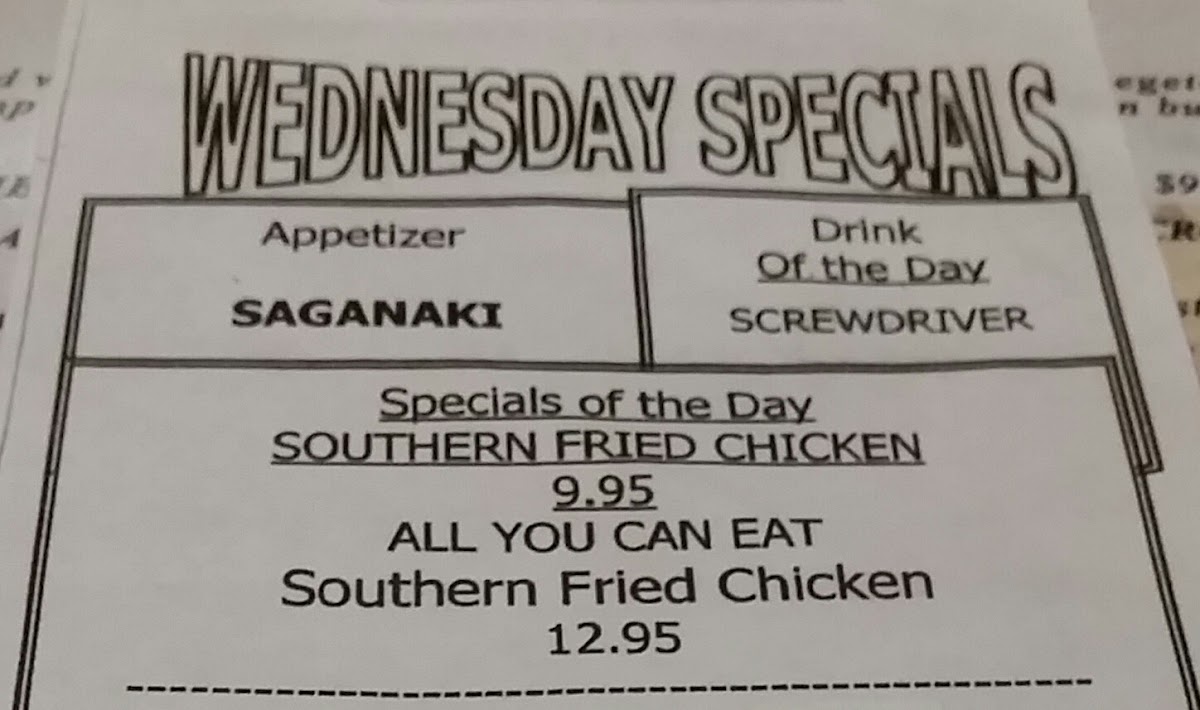 WEDNESDAY SPECIALS
Appetizer
SAGANAKI
Drink
Of the Day
SCREWDRIVER
Specials of the Day
SOUTHERN FRIED CHICKEN
9.95
ALL YOU CAN EAT
Southern Fried Chicken
12.95
$9